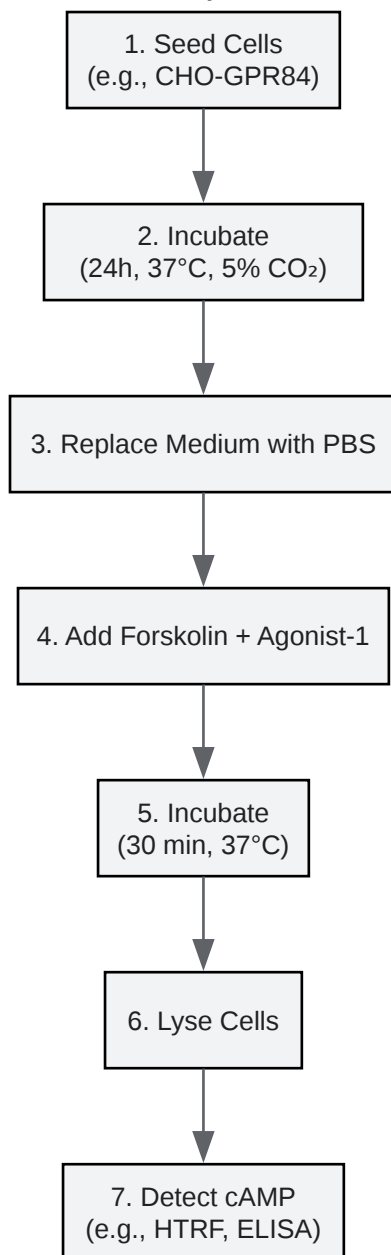 1. Seed Cells
(e.g., CHO-GPR84)
2. Incubate
(24h, 37°C, 5% CO₂)
3. Replace Medium with PBS
4. Add Forskolin + Agonist-1
5. Incubate
(30 min, 37°C)
6. Lyse Cells
7. Detect cAMP
(e.g., HTRF, ELISA)